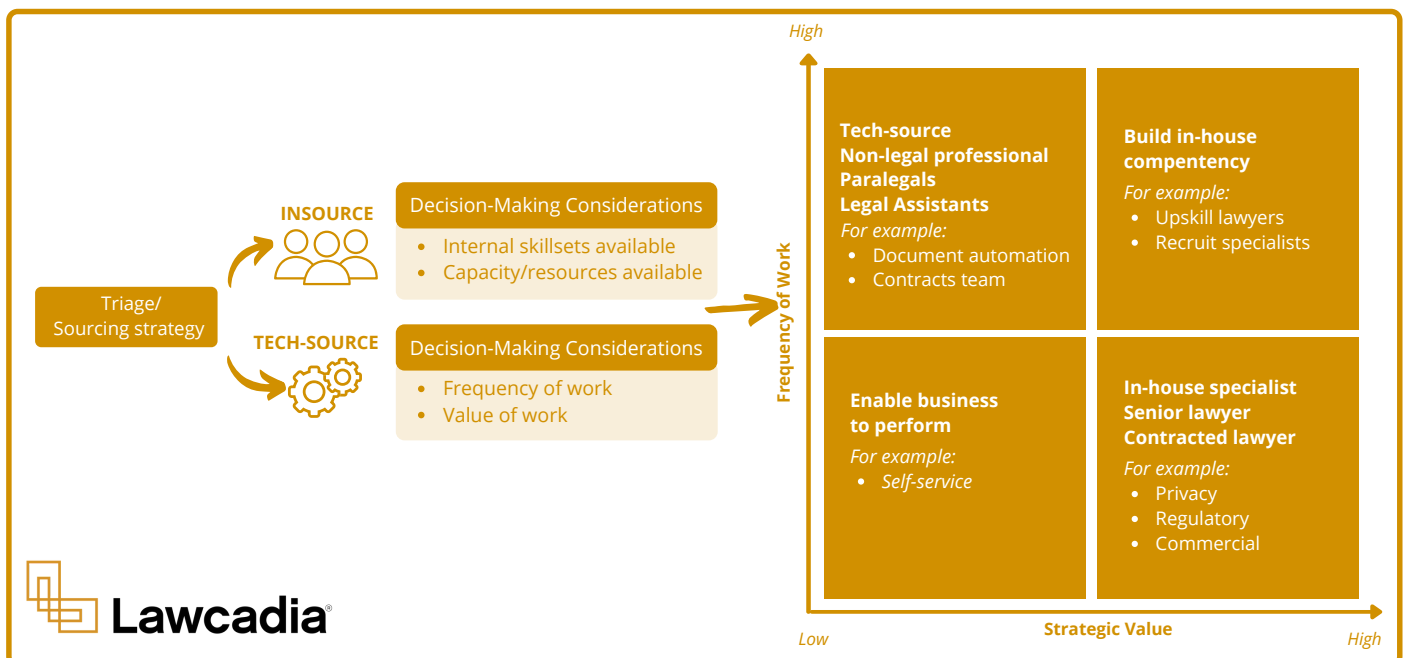 Triage/
Sourcing strategy
INSOURCE
Decision-Making Considerations
• Internal skillsets available
• Capacity/resources available
TECH-SOURCE
Decision-Making Considerations
• Frequency of work
• Value of work
High
Frequency of Work
Tech-source
Non-legal professional
Paralegals
Legal Assistants
For example:
• Document automation
• Contracts team
Build in-house
compentency
For example:
• Upskill lawyers
• Recruit specialists
Enable business
to perform
For example:
• Self-service
In-house specialist
Senior lawyer
Contracted lawyer
For example:
• Privacy
• Regulatory
• Commercial
Low
Strategic Value
High
Lawcadia®